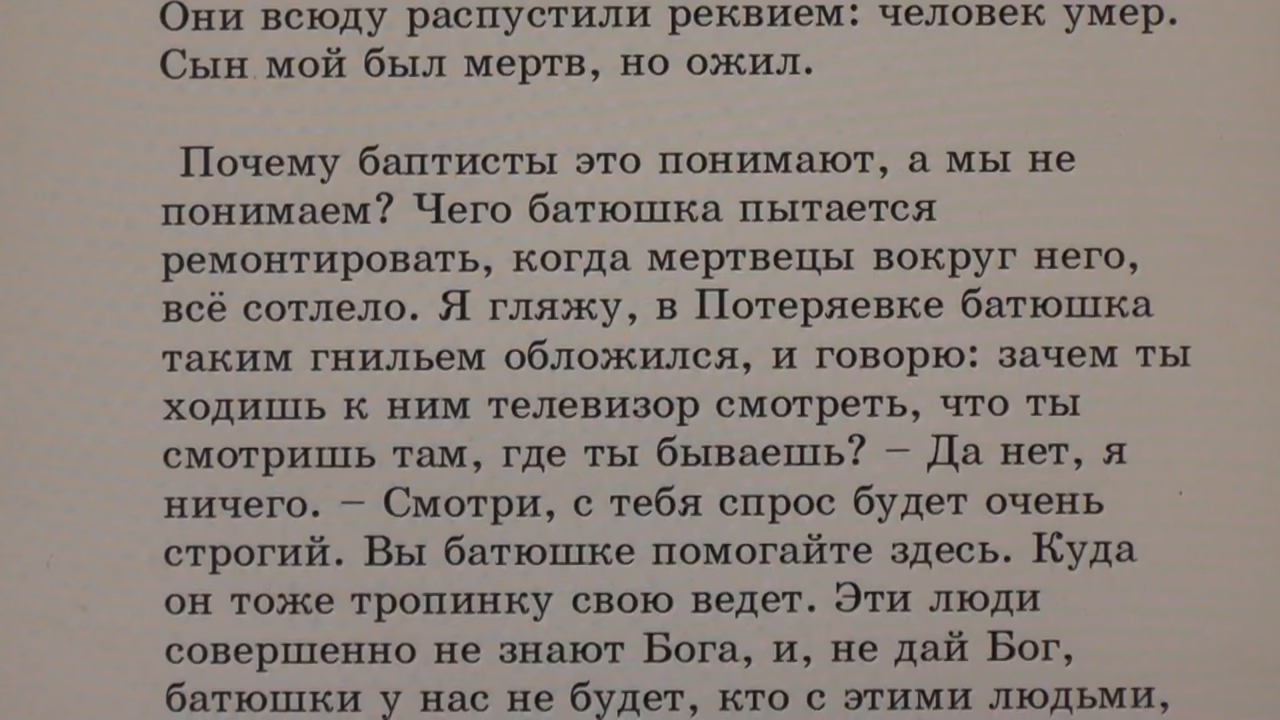 Они всюду распустили реквием: человек умер.
Сын мой был мертв, но ожил.
Почему баптисты это понимают, а мы не
понимаем? Чего батюшка пытается
ремонтировать, когда мертвецы вокруг него,
всё сотлело. Я гляжу, в Потеряевке батюшка
таким гнильем обложился, и говорю: зачем ты
ходишь к ним телевизор смотреть, что ты
смотришь там, где ты бываешь? – Да нет, я
ничего. – Смотри, с тебя спрос будет очень
строгий. Вы батюшке помогайте здесь. Куда
он тоже тропинку свою ведет. Эти люди
совершенно не знают Бога, и, не дай Бог,
батюшки у нас не будет, кто с этими людьми,